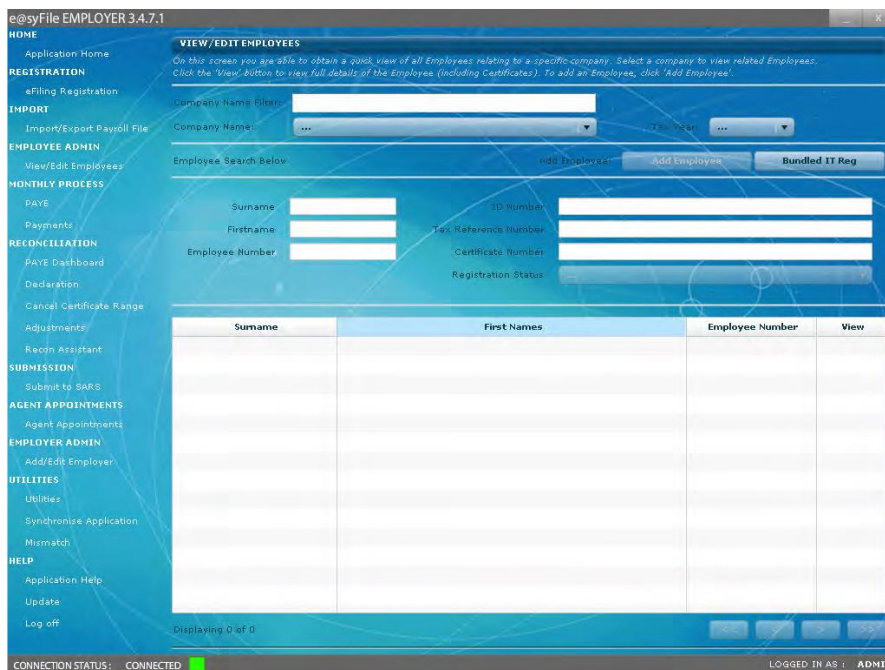 e@syFile EMPLOYER 3.4.7.1
HOME
Application Home
REGISTRATION
eFiling Registration
IMPORT
Import/Export Payroll File
EMPLOYEE ADMIN
View/Edit Employees
MONTHLY PROCESS
PAYE
Payments
RECONCILIATION
PAYE Dashboard
Declaration
Cancel Certificate Range
Adjustments
Recon Assistant
SUBMISSION
Submit to SARS
AGENT APPOINTMENTS
Agent Appointments
EMPLOYER ADMIN
Add/Edit Employer
UTILITIES
Utilities
Synchronise Application
Mismatch
HELP
Application Help
Update
Log off
VIEW/EDIT EMPLOYEES
On this screen you are able to obtain a quick view of all Employees relating to a specific company. Select a company to view related Employees.
Click the 'View' button to view full details of the Employee (including Certificates). To add an Employee, click 'Add Employee'.
Company Name Filter:
Company Name: ... Tax Year: ...
Employee Search Below Add Employee: Add Employee Bundled IT Reg
Surname ID Number
Firstname Tax Reference Number
Employee Number Certificate Number
Registration Status ...
Surname First Names Employee Number View
Displaying 0 of 0 << < > >>
CONNECTION STATUS : CONNECTED LOGGED IN AS : ADMI